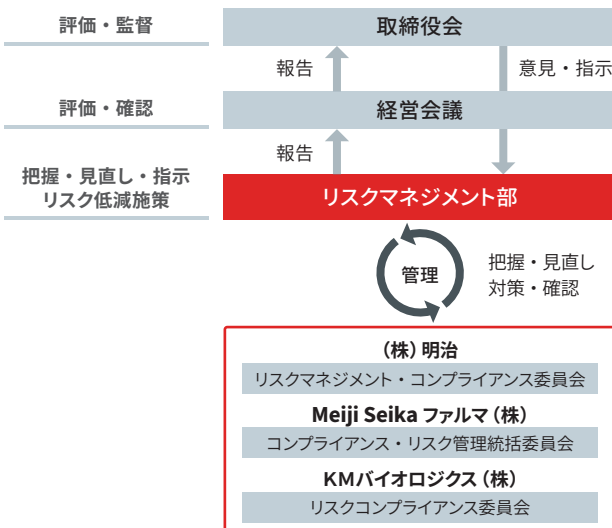 評価・監督
取締役会
報告
意見・指示
評価・確認
経営会議
報告
把握・見直し・指示
リスク低減施策
リスクマネジメント部
管理
把握・見直し
対策・確認
（株）明治
リスクマネジメント・コンプライアンス委員会
Meiji Seika ファルマ（株）
コンプライアンス・リスク管理統括委員会
KMバイオロジクス（株）
リスクコンプライアンス委員会